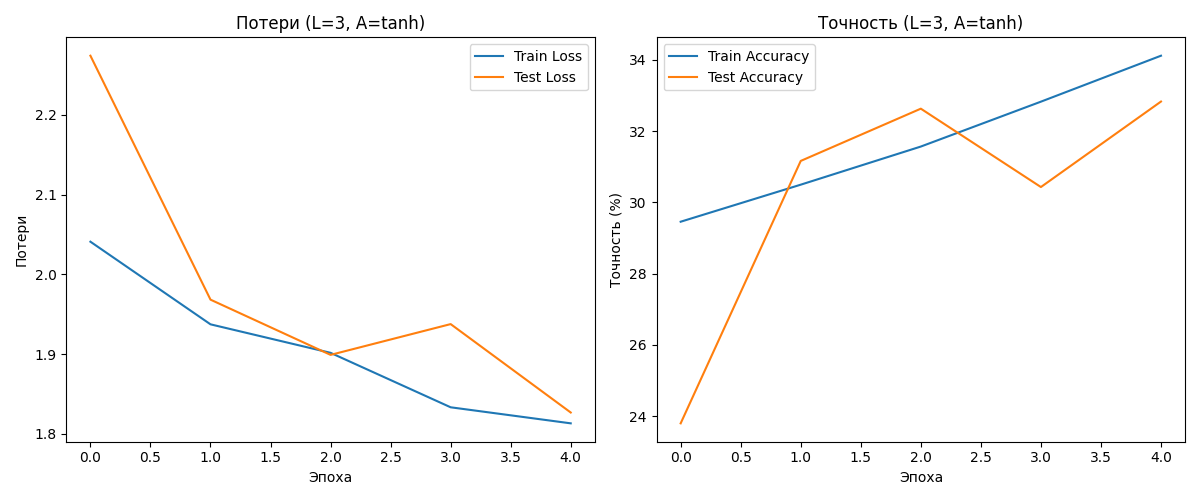 Потери (L=3, A=tanh)
Train Loss
Test Loss
2.2
2.1
2.0
1.9
1.8
Потери
0.0 0.5 1.0 1.5 2.0 2.5 3.0 3.5 4.0
Эпоха
Точность (L=3, A=tanh)
Train Accuracy
Test Accuracy
34
32
30
28
26
24
Точность (%)
0.0 0.5 1.0 1.5 2.0 2.5 3.0 3.5 4.0
Эпоха